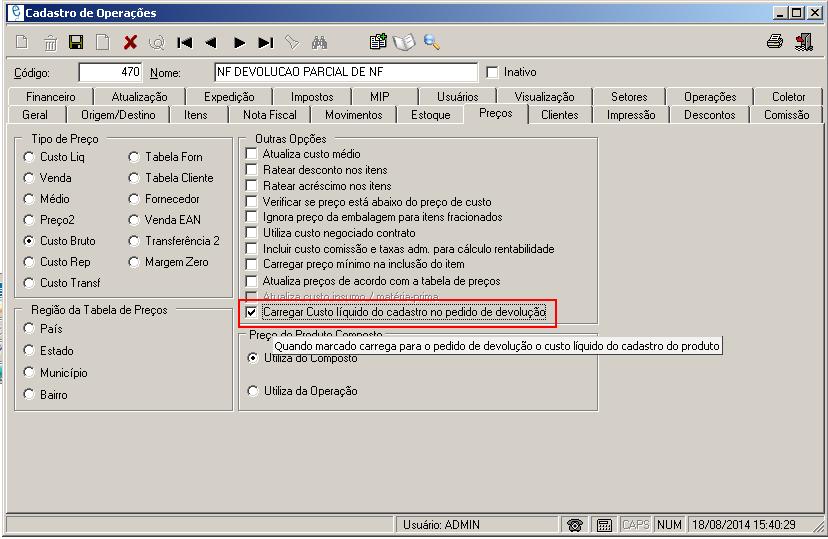 Cadastro de Operações
Código: 470 Nome: NF DEVOLUCAO PARCIAL DE NF Inativo
Financeiro Atualização Expedição Impostos MIP Usuários Visualização Setores Operações Coletor
Geral Origem/Destino Itens Nota Fiscal Movimentos Estoque Preços Clientes Impressão Descontos Comissão
Tipo de Preço
Custo Liq
Tabela Forn
Venda
Tabela Cliente
Médio
Fornecedor
Preço2
Venda EAN
Custo Bruto
Transferência 2
Custo Rep
Margem Zero
Custo Transf
Região da Tabela de Preços
País
Estado
Município
Bairro
Outras Opções
Atualiza custo médio
Ratear desconto nos itens
Ratear acréscimo nos itens
Verificar se preço está abaixo do preço de custo
Ignora preço da embalagem para itens fracionados
Utiliza custo negociado contrato
Incluir custo comissão e taxas adm. para cálculo rentabilidade
Carregar preço mínimo na inclusão do item
Atualiza preços de acordo com a tabela de preços
Atualiza custo insumo / matéria-prima
Carregar Custo líquido do cadastro no pedido de devolução
Preço do Produto Composto
Quando marcado carrega para o pedido de devolução o custo líquido do cadastro do produto
Utiliza do Composto
Utiliza da Operação
Usuário: ADMIN CAPS NUM 18/08/2014 15:40:29